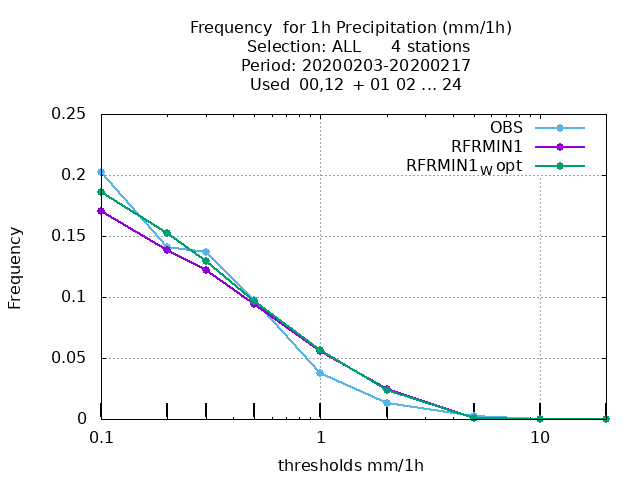 Frequency  for 1h Precipitation (mm/1h)
Selection: ALL      4 stations
Period: 20200203-20200217
Used  00,12  + 01 02 ... 24
0.25
0.2
0.15
0.1
0.05
0
Frequency
OBS
RFRMIN1
RFRMIN1W opt
0.1
1
10
thresholds mm/1h